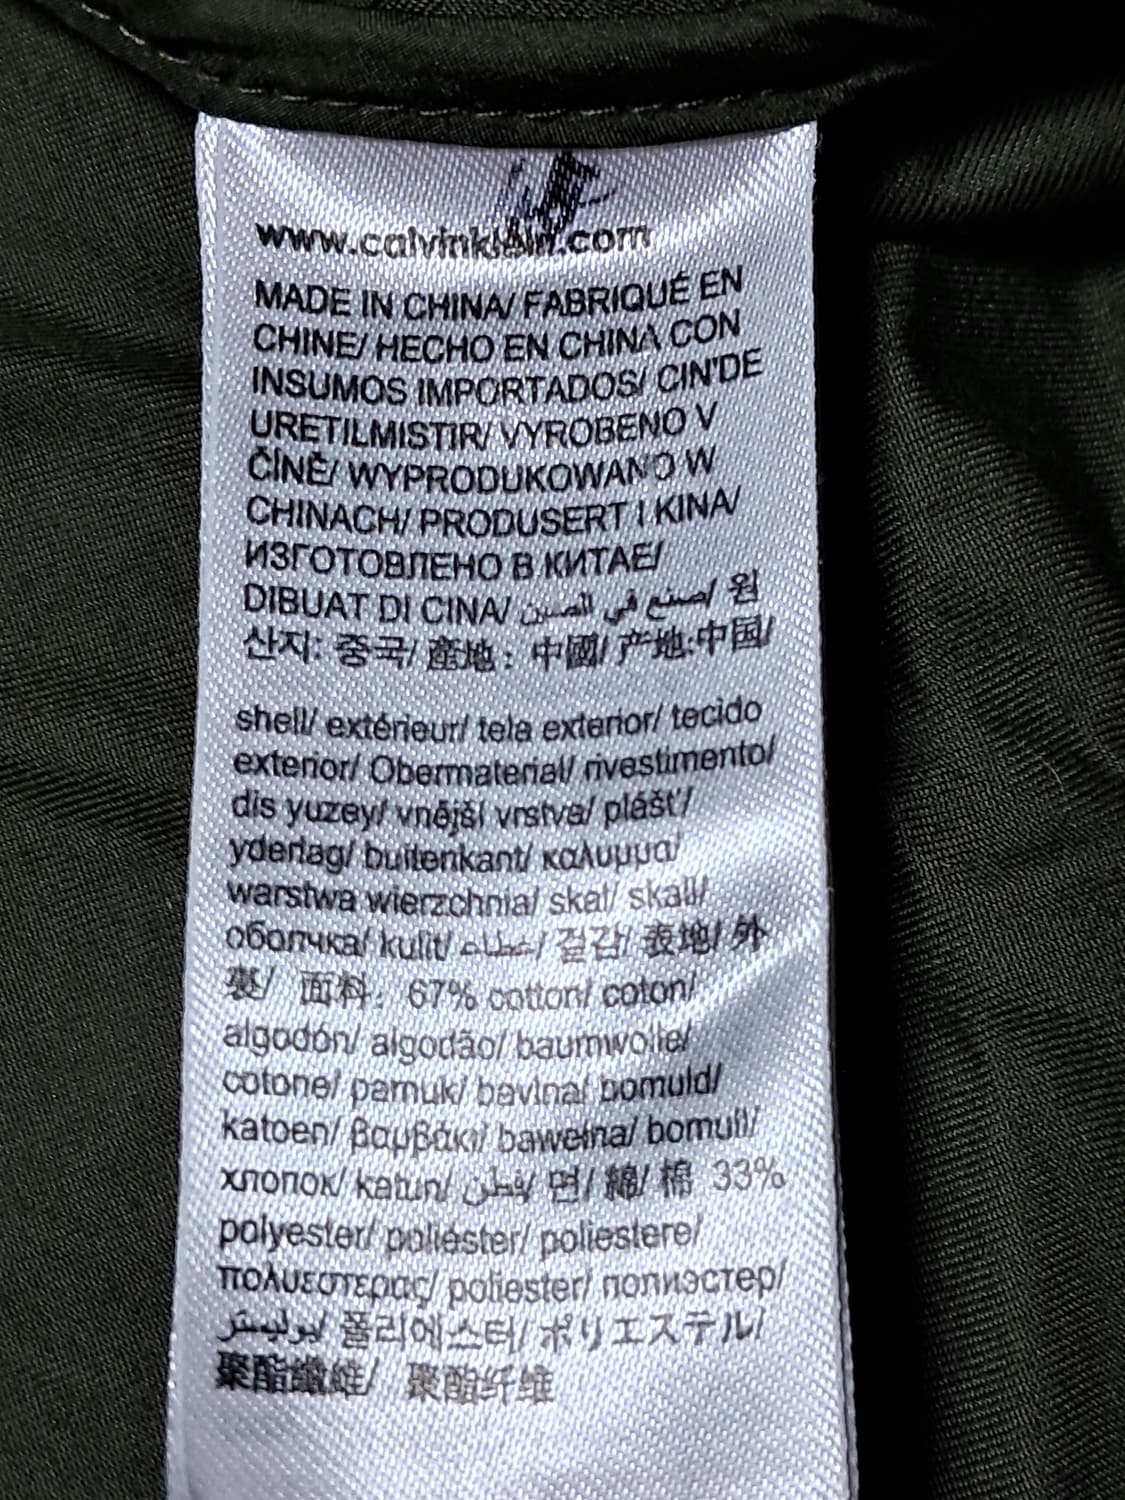 www.calvinklein.com
MADE IN CHINA/ FABRIQUÉ EN
CHINE/ HECHO EN CHINA CON
INSUMOS IMPORTADOS/ CIN'DE
URETILMISTIR/ VYROBENO V
ČÍNĚ/ WYPRODUKOWANO W
CHINACH/ PRODUSERT I KINA/
ИЗГОТОВЛЕНО В КИТАЕ/
DIBUAT DI CINA/ صنع في الصين/ 원
산지: 중국/ 產地: 中國/ 产地:中国/
shell/ extérieur/ tela exterior/ tecido
exterior/ Obermaterial/ rivestimento/
dis yuzey/ vnější vrstva/ plášť/
yderlag/ buitenkant/ καλυμμα/
warstwa wierzchnia/ skal/ skall/
оболчка/ kulit/ غطاء/ 겉감/ 表地/ 外
裹/ 面料: 67% cotton/ coton/
algodón/ algodão/ baumwolle/
cotone/ pamuk/ bavlna/ bomuld/
katoen/ βαμβάκι/ bawełna/ bomull/
хлопок/ katun/ قطن/ 면/ 綿/ 棉 33%
polyester/ poliéster/ poliestere/
πολυεστερας/ poliester/ полиэстер/
بوليستر/ 폴리에스터/ ポリエステル/
聚酯纖維/ 聚酯纤维